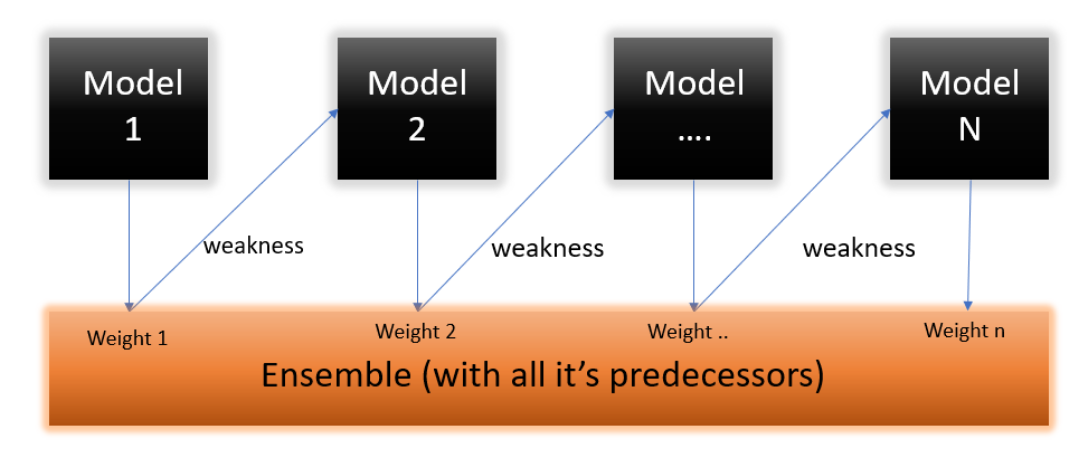 Model
1
Model
2
Model
....
Model
N
weakness
weakness
weakness
Weight 1
Weight 2
Weight ..
Weight n
Ensemble (with all it's predecessors)